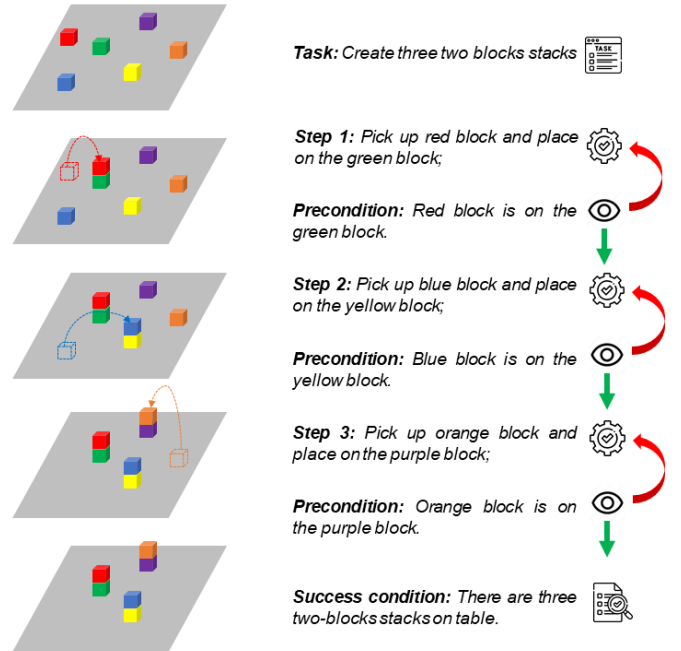 Task: Create three two blocks stacks
TASK
Step 1: Pick up red block and place
on the green block;
Precondition: Red block is on the
green block.
Step 2: Pick up blue block and place
on the yellow block;
Precondition: Blue block is on the
yellow block.
Step 3: Pick up orange block and
place on the purple block;
Precondition: Orange block is on
the purple block.
Success condition: There are three
two-blocks stacks on table.